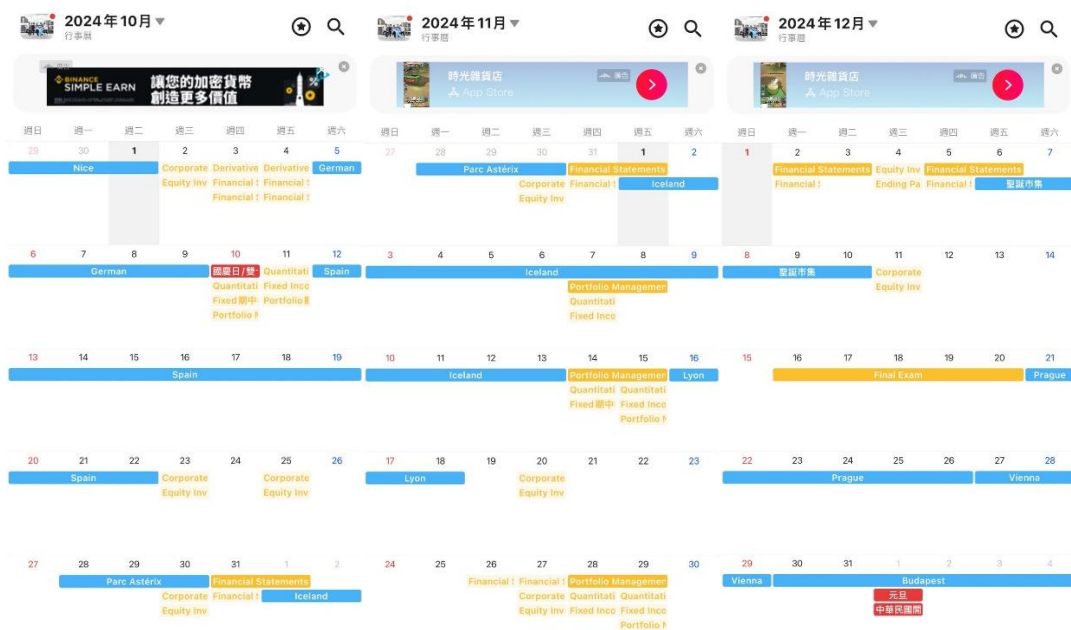 2024年10月▼
行事曆
廣告
BINANCE
SIMPLE EARN
讓您的加密貨幣
創造更多價值
週日 週一 週二 週三 週四 週五 週六
29 30 1 2 3 4 5
Nice Corporate Derivative Derivative German
Equity Inv Financial S Financial S
Financial S Financial S
6 7 8 9 10 11 12
German 國慶日/雙十 Quantitati Spain
Quantitati Fixed Inco
Fixed 期中 Portfolio
Portfolio M
13 14 15 16 17 18 19
Spain
20 21 22 23 24 25 26
Spain Corporate Corporate
Equity Inv Equity Inv
27 28 29 30 31 1 2
Parc Astérix Financial Statements
Corporate Financial S Iceland
Equity Inv
2024年11月▼
行事曆
時光雜貨店
App Store
廣告
週日 週一 週二 週三 週四 週五 週六
27 28 29 30 31 1 2
Parc Astérix Financial Statements
Corporate Financial S Iceland
Equity Inv
3 4 5 6 7 8 9
Iceland
Portfolio Managemen
Quantitati
Fixed Inco
10 11 12 13 14 15 16
Iceland Portfolio Managemen Lyon
Quantitati Quantitati
Fixed 期中 Fixed Inco
Portfolio M
17 18 19 20 21 22 23
Lyon Corporate
Equity Inv
24 25 26 27 28 29 30
Financial S Financial S Portfolio Managemen
Corporate Quantitati Quantitati
Equity Inv Fixed Inco Fixed Inco
Portfolio M
2024年12月▼
行事曆
時光雜貨店
App Store
廣告
週日 週一 週二 週三 週四 週五 週六
1 2 3 4 5 6 7
Financial Statements Equity Inv Financial Statements
Financial S Ending Pa Financial S 聖誕市集
8 9 10 11 12 13 14
聖誕市集 Corporate
Equity Inv
15 16 17 18 19 20 21
Final Exam Prague
22 23 24 25 26 27 28
Prague Vienna
29 30 31 1 2 3 4
Vienna Budapest
元旦
中華民國開